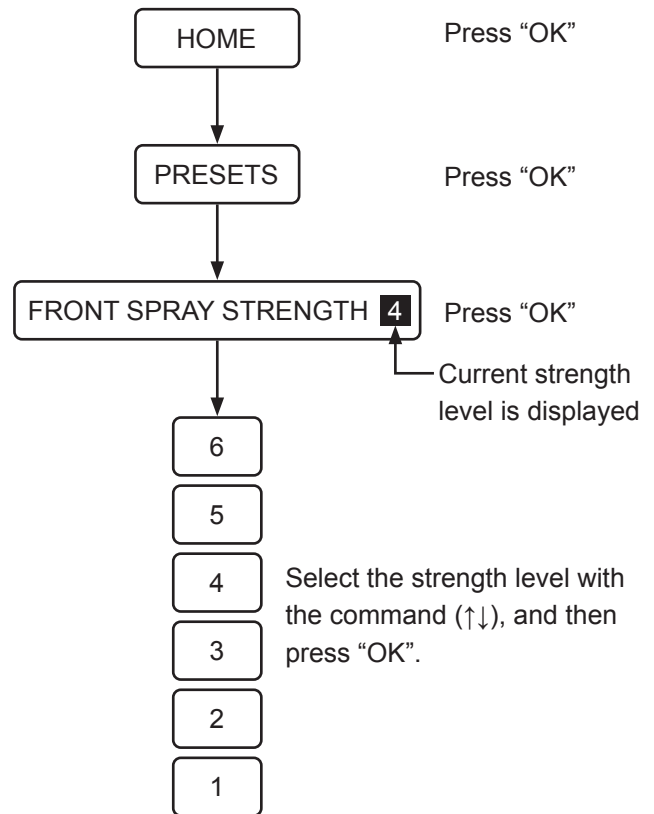 HOME
Press “OK”
PRESETS
Press “OK”
FRONT SPRAY STRENGTH 4
Press “OK”
Current strength
level is displayed
6
5
4
Select the strength level with
the command (↑↓), and then
press “OK”.
3
2
1